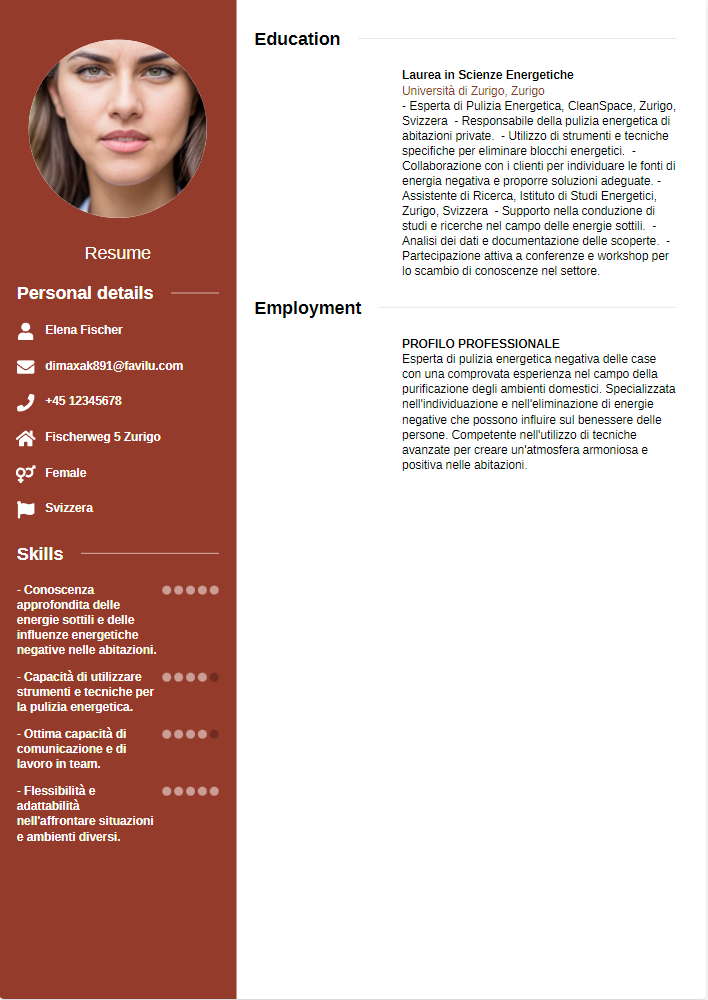 Resume
Personal details
Elena Fischer
dimaxak891@favilu.com
+45 12345678
Fischerweg 5 Zurigo
Female
Svizzera
Skills
- Conoscenza
approfondita delle
energie sottili e delle
influenze energetiche
negative nelle abitazioni.
- Capacità di utilizzare
strumenti e tecniche per
la pulizia energetica.
- Ottima capacità di
comunicazione e di
lavoro in team.
- Flessibilità e
adattabilità
nell'affrontare situazioni
e ambienti diversi.
Education
Laurea in Scienze Energetiche
Università di Zurigo, Zurigo
- Esperta di Pulizia Energetica, CleanSpace, Zurigo,
Svizzera  - Responsabile della pulizia energetica di
abitazioni private.  - Utilizzo di strumenti e tecniche
specifiche per eliminare blocchi energetici.  -
Collaborazione con i clienti per individuare le fonti di
energia negativa e proporre soluzioni adeguate. -
Assistente di Ricerca, Istituto di Studi Energetici,
Zurigo, Svizzera  - Supporto nella conduzione di
studi e ricerche nel campo delle energie sottili.  -
Analisi dei dati e documentazione delle scoperte.  -
Partecipazione attiva a conferenze e workshop per
lo scambio di conoscenze nel settore.
Employment
PROFILO PROFESSIONALE
Esperta di pulizia energetica negativa delle case
con una comprovata esperienza nel campo della
purificazione degli ambienti domestici. Specializzata
nell'individuazione e nell'eliminazione di energie
negative che possono influire sul benessere delle
persone. Competente nell'utilizzo di tecniche
avanzate per creare un'atmosfera armoniosa e
positiva nelle abitazioni.